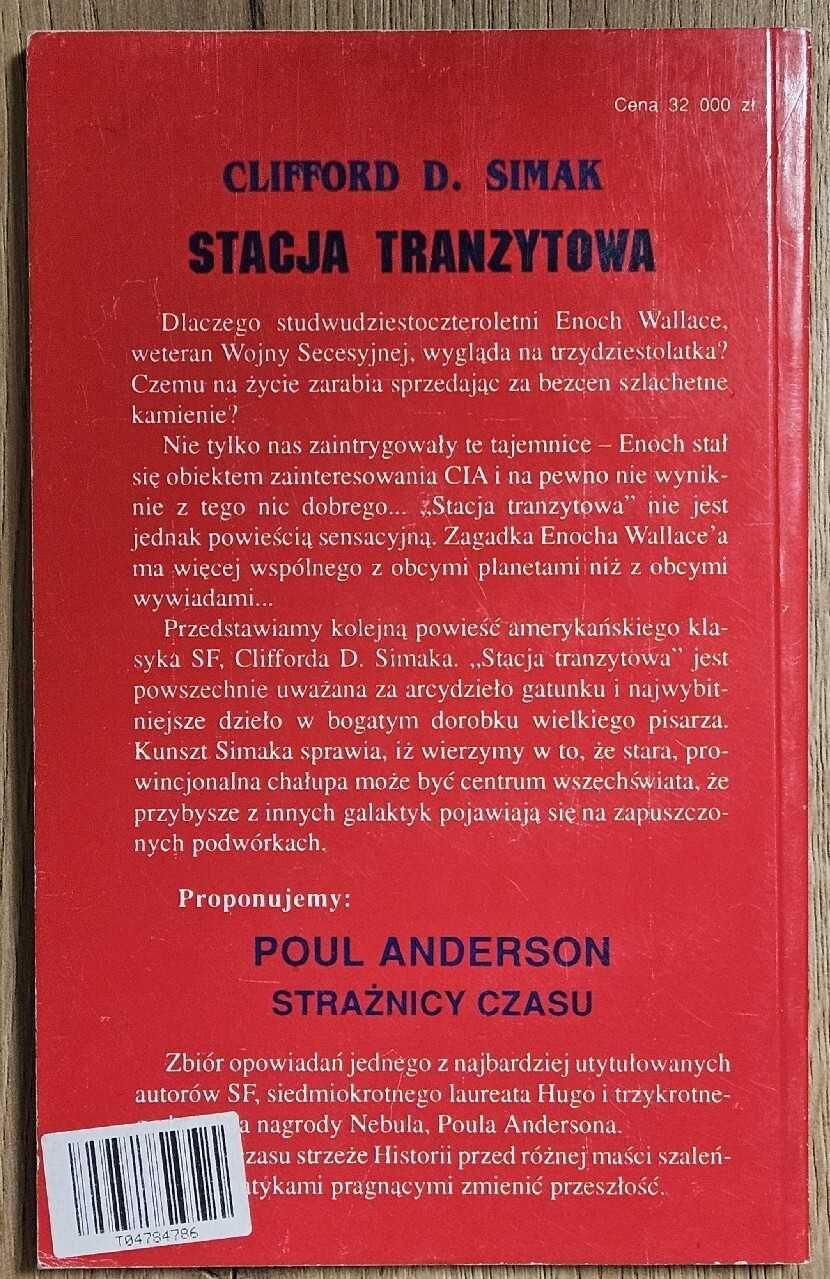 Cena 32 000 zł
CLIFFORD D. SIMAK
STACJA TRANZYTOWA
Dlaczego studwudziestoczteroletni Enoch Wallace,
weteran Wojny Secesyjnej, wygląda na trzydziestolatka?
Czemu na życie zarabia sprzedając za bezcen szlachetne
kamienie?
Nie tylko nas zaintrygowały te tajemnice – Enoch stał
się obiektem zainteresowania CIA i na pewno nie wynik-
nie z tego nic dobrego... „Stacja tranzytowa” nie jest
jednak powieścią sensacyjną. Zagadka Enocha Wallace’a
ma więcej wspólnego z obcymi planetami niż z obcymi
wywiadami...
Przedstawiamy kolejną powieść amerykańskiego kla-
syka SF, Clifforda D. Simaka. „Stacja tranzytowa” jest
powszechnie uważana za arcydzieło gatunku i najwybit-
niejsze dzieło w bogatym dorobku wielkiego pisarza.
Kunszt Simaka sprawia, iż wierzymy w to, że stara, pro-
wincjonalna chałupa może być centrum wszechświata, że
przybysze z innych galaktyk pojawiają się na zapuszczo-
nych podwórkach.
Proponujemy:
POUL ANDERSON
STRAŻNICY CZASU
Zbiór opowiadań jednego z najbardziej utytułowanych
autorów SF, siedmiokrotnego laureata Hugo i trzykrotne-
a nagrody Nebula, Poula Andersona.
zasu strzeże Historii przed różnej maści szaleń-
atykami pragnącymi zmienić przeszłość.
T04784786